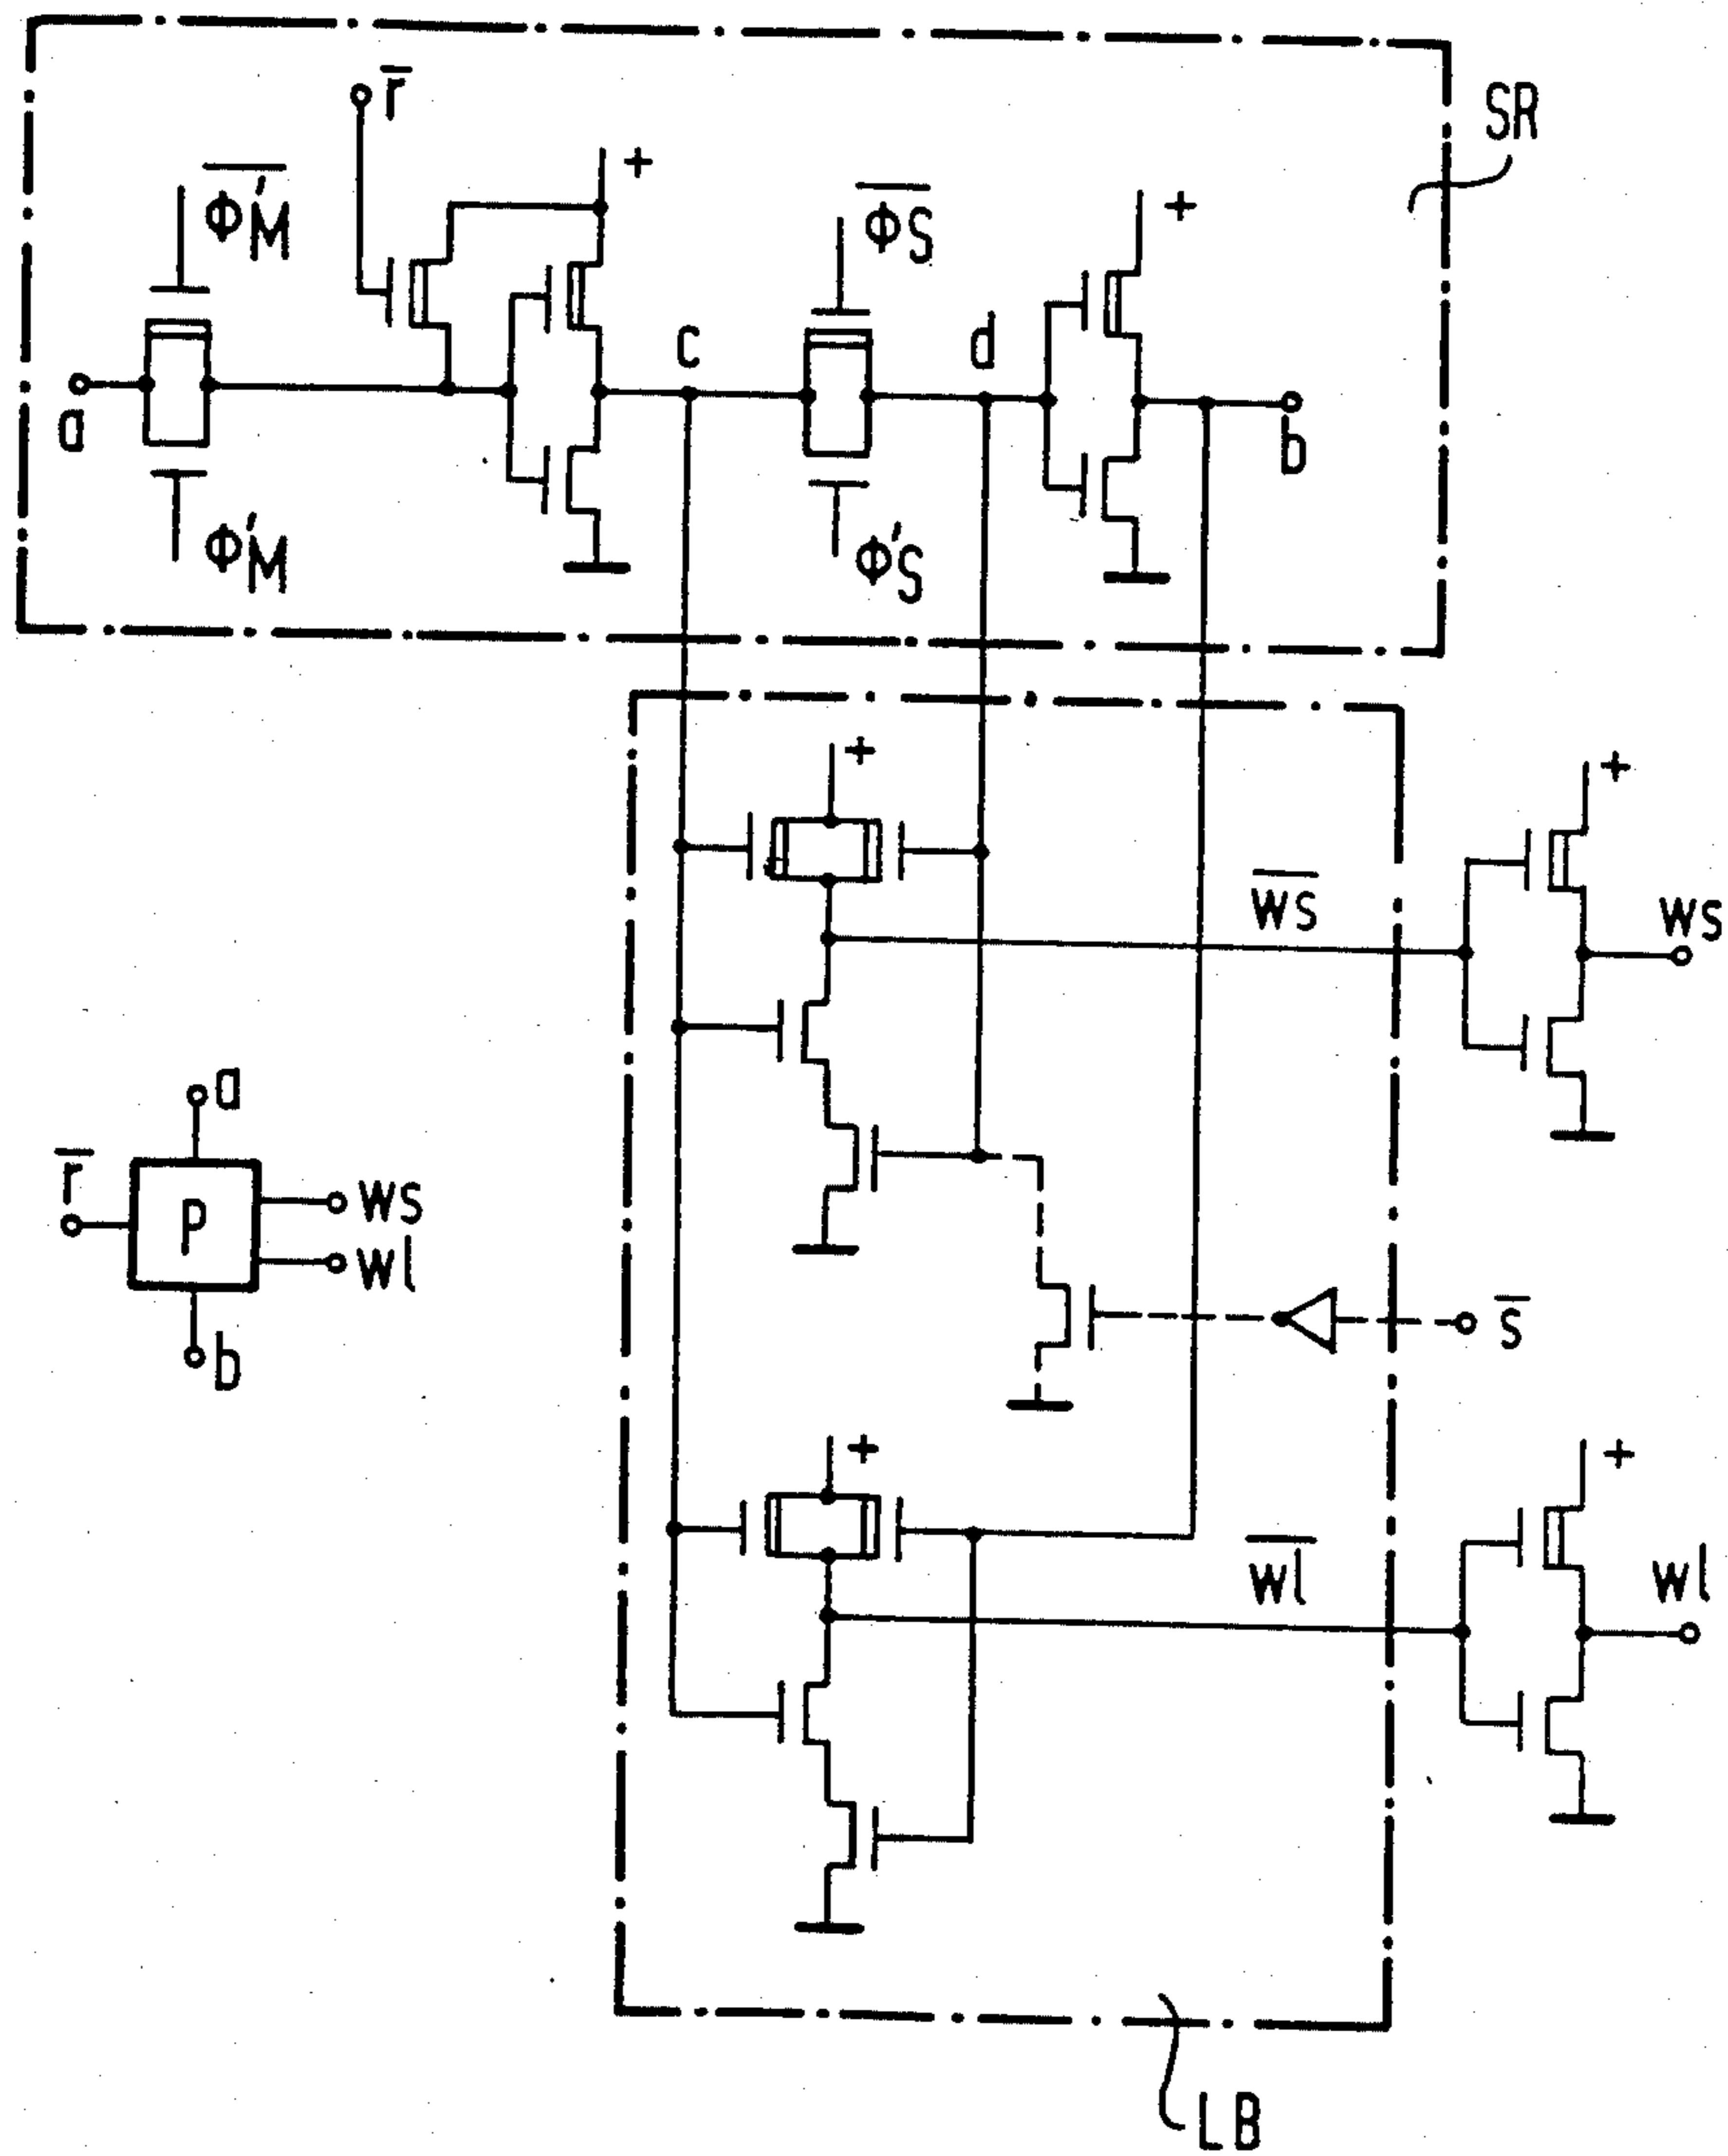 r̅
SR
+
Φ̅'̅M̅
Φ̅S̅
+
c
d
a
b
Φ'M
Φ'S
+
+
w̅s̅
ws
a
r̅
P
ws
wl
b
s̅
+
+
w̅l̅
wl
LB